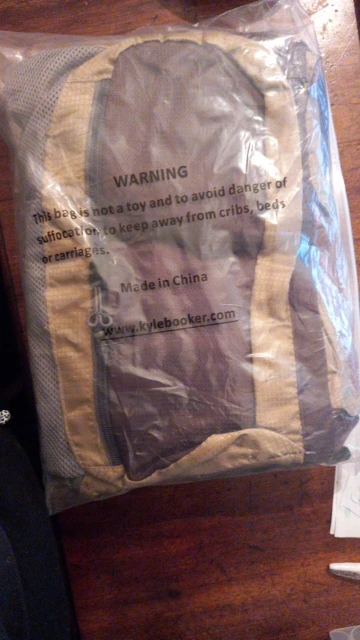 WARNING
This bag is not a toy and to avoid danger of
suffocation, to keep away from cribs, beds
or carriages.
Made in China
www.kylebooker.com